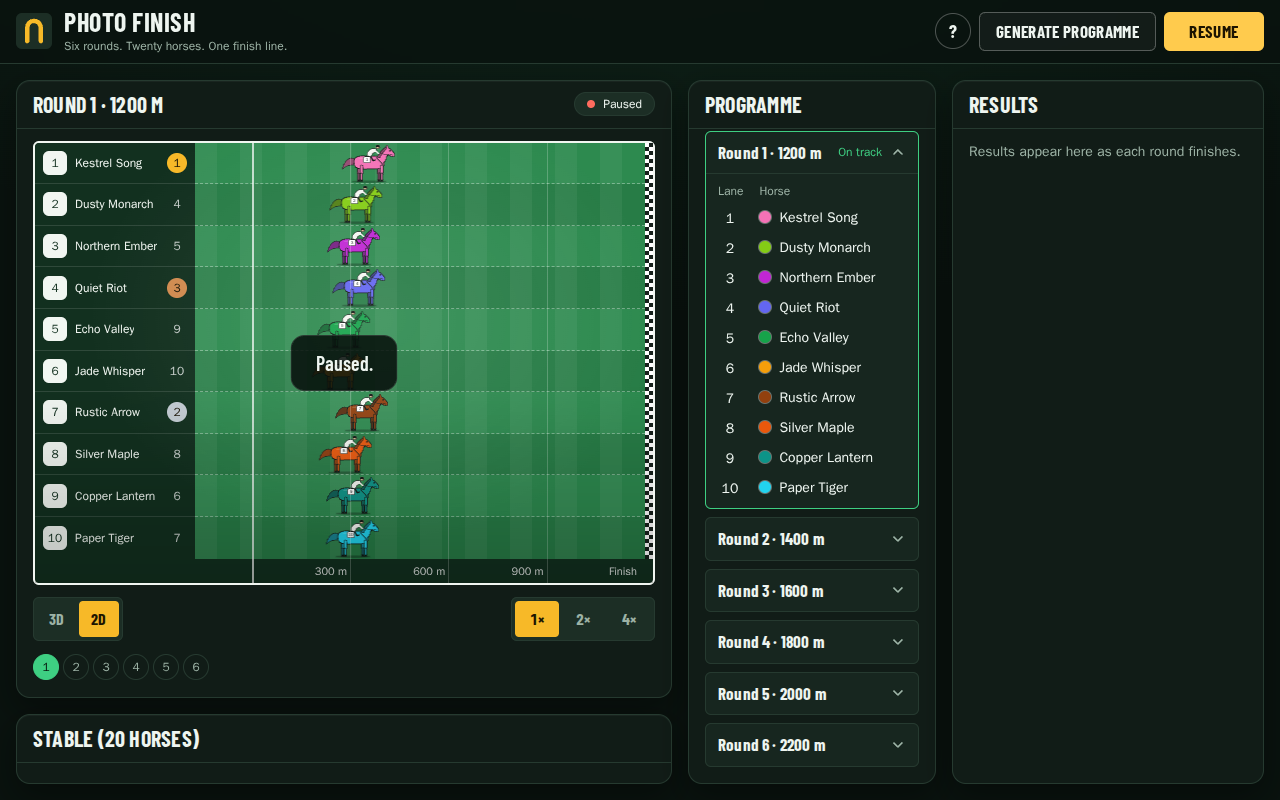 PHOTO FINISH
Six rounds. Twenty horses. One finish line.
?
GENERATE PROGRAMME
RESUME
ROUND 1 · 1200 M
Paused
1 Kestrel Song 1
2 Dusty Monarch 4
3 Northern Ember 5
4 Quiet Riot 3
5 Echo Valley 9
6 Jade Whisper 10
7 Rustic Arrow 2
8 Silver Maple 8
9 Copper Lantern 6
10 Paper Tiger 7
Paused.
300 m 600 m 900 m Finish
3D 2D
1× 2× 4×
1 2 3 4 5 6
STABLE (20 HORSES)
PROGRAMME
Round 1 · 1200 m On track
Lane Horse
1 Kestrel Song
2 Dusty Monarch
3 Northern Ember
4 Quiet Riot
5 Echo Valley
6 Jade Whisper
7 Rustic Arrow
8 Silver Maple
9 Copper Lantern
10 Paper Tiger
Round 2 · 1400 m
Round 3 · 1600 m
Round 4 · 1800 m
Round 5 · 2000 m
Round 6 · 2200 m
RESULTS
Results appear here as each round finishes.